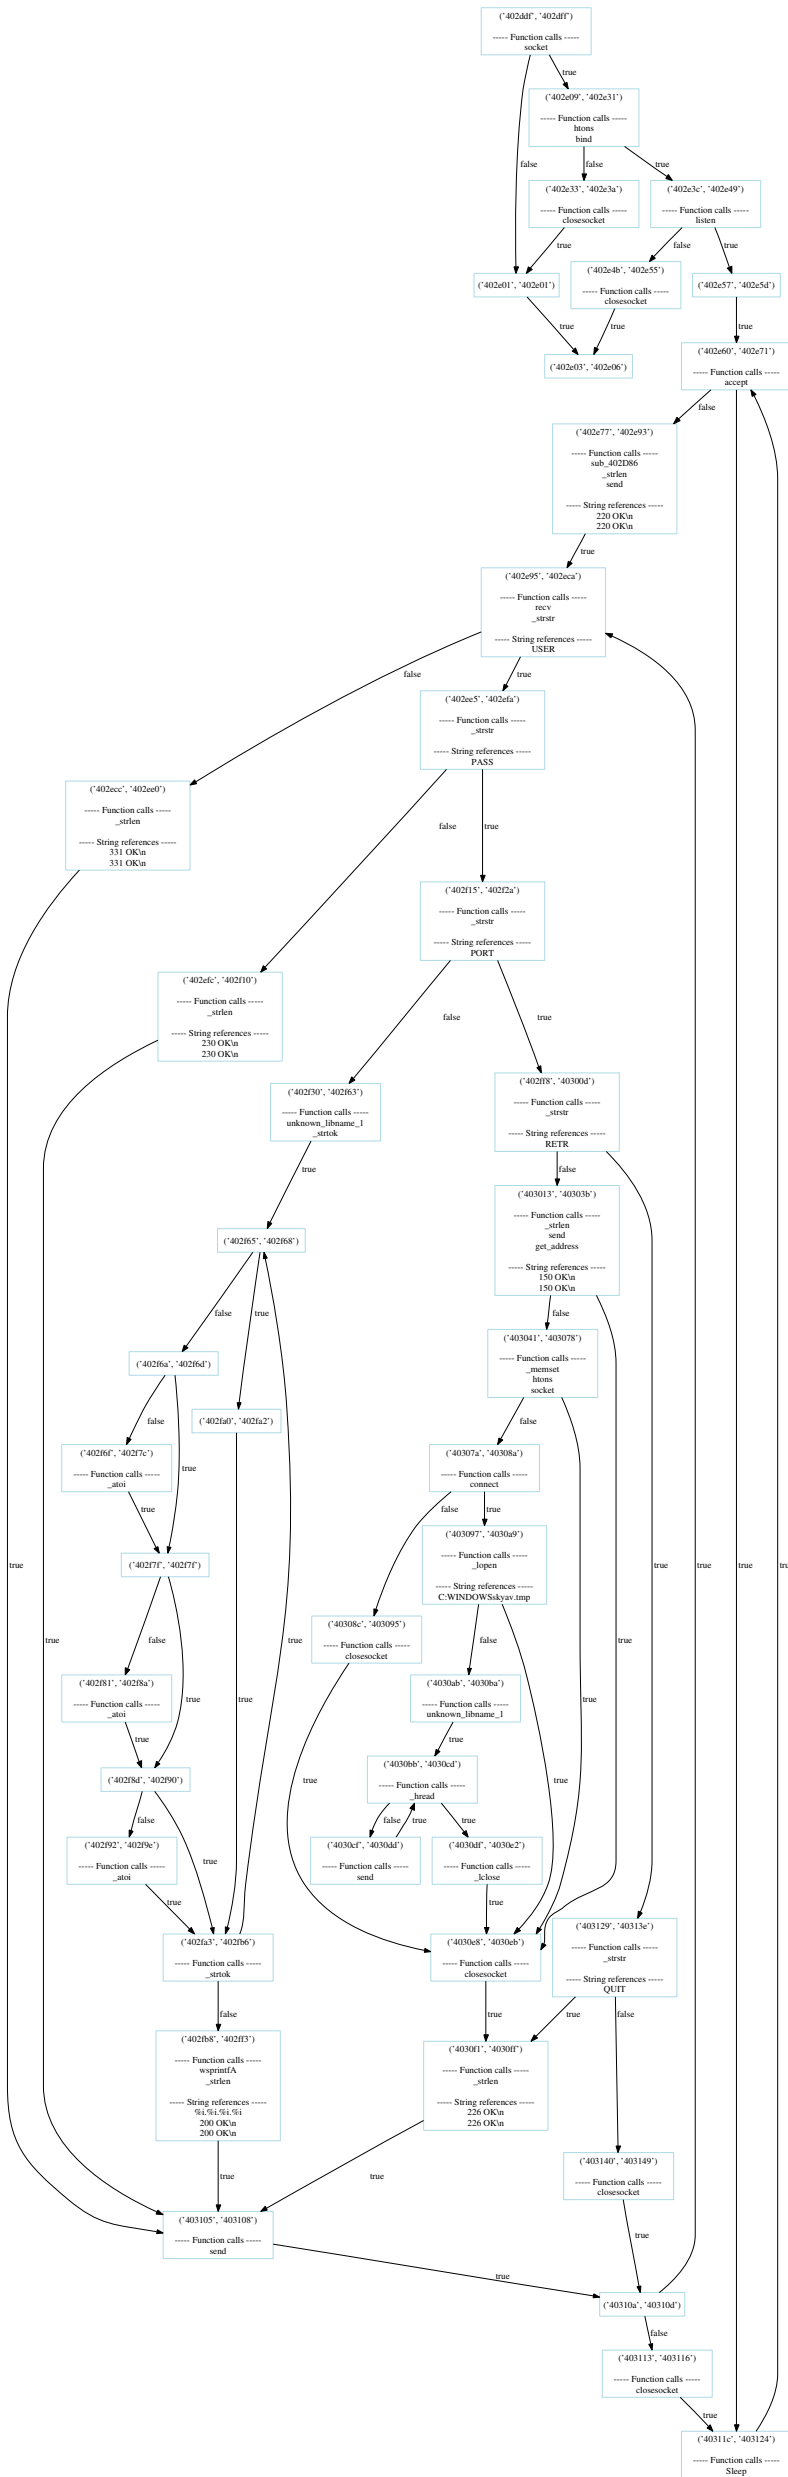 ('402ddf', '402dff')
----- Function calls -----
socket
true
('402e09', '402e31')
----- Function calls -----
htons
bind
false
false
true
('402e33', '402e3a')
----- Function calls -----
closesocket
('402e3c', '402e49')
----- Function calls -----
listen
true
false
true
('402e01', '402e01')
('402e4b', '402e55')
----- Function calls -----
closesocket
('402e57', '402e5d')
true
true
true
('402e03', '402e06')
('402e60', '402e71')
----- Function calls -----
accept
false
('402e77', '402e93')
----- Function calls -----
sub_402D86
_strlen
send
----- String references -----
220 OK\n
220 OK\n
true
('402e95', '402eca')
----- Function calls -----
recv
_strstr
----- String references -----
USER
false
true
('402ee5', '402efa')
----- Function calls -----
_strstr
----- String references -----
PASS
('402ecc', '402ee0')
----- Function calls -----
_strlen
----- String references -----
331 OK\n
331 OK\n
false
true
('402f15', '402f2a')
----- Function calls -----
_strstr
----- String references -----
PORT
('402efc', '402f10')
----- Function calls -----
_strlen
----- String references -----
230 OK\n
230 OK\n
false
true
('402f30', '402f63')
----- Function calls -----
unknown_libname_1
_strtok
('402ff8', '40300d')
----- Function calls -----
_strstr
----- String references -----
RETR
true
false
('402f65', '402f68')
('403013', '40303b')
----- Function calls -----
_strlen
send
get_address
----- String references -----
150 OK\n
150 OK\n
false
true
false
('402f6a', '402f6d')
('403041', '403078')
----- Function calls -----
_memset
htons
socket
('402fa0', '402fa2')
false
false
('402f6f', '402f7c')
----- Function calls -----
_atoi
('40307a', '40308a')
----- Function calls -----
connect
true
true
false
true
('402f7f', '402f7f')
('403097', '4030a9')
----- Function calls -----
_lopen
----- String references -----
C:WINDOWSskyav.tmp
true
true
true
true
true
('40308c', '403095')
----- Function calls -----
closesocket
false
false
true
true
('402f81', '402f8a')
----- Function calls -----
_atoi
true
true
('4030ab', '4030ba')
----- Function calls -----
unknown_libname_1
true
true
true
('402f8d', '402f90')
('4030bb', '4030cd')
----- Function calls -----
_hread
true
true
false
false
true
true
('402f92', '402f9e')
----- Function calls -----
_atoi
true
('4030cf', '4030dd')
----- Function calls -----
send
('4030df', '4030e2')
----- Function calls -----
_lclose
true
true
('402fa3', '402fb6')
----- Function calls -----
_strtok
('4030e8', '4030eb')
----- Function calls -----
closesocket
('403129', '40313e')
----- Function calls -----
_strstr
----- String references -----
QUIT
false
true
true
false
('402fb8', '402ff3')
----- Function calls -----
wsprintfA
_strlen
----- String references -----
%i.%i.%i.%i
200 OK\n
200 OK\n
('4030f1', '4030ff')
----- Function calls -----
_strlen
----- String references -----
226 OK\n
226 OK\n
true
true
('403140', '403149')
----- Function calls -----
closesocket
('403105', '403108')
----- Function calls -----
send
true
true
('40310a', '40310d')
false
('403113', '403116')
----- Function calls -----
closesocket
true
('40311c', '403124')
----- Function calls -----
Sleep